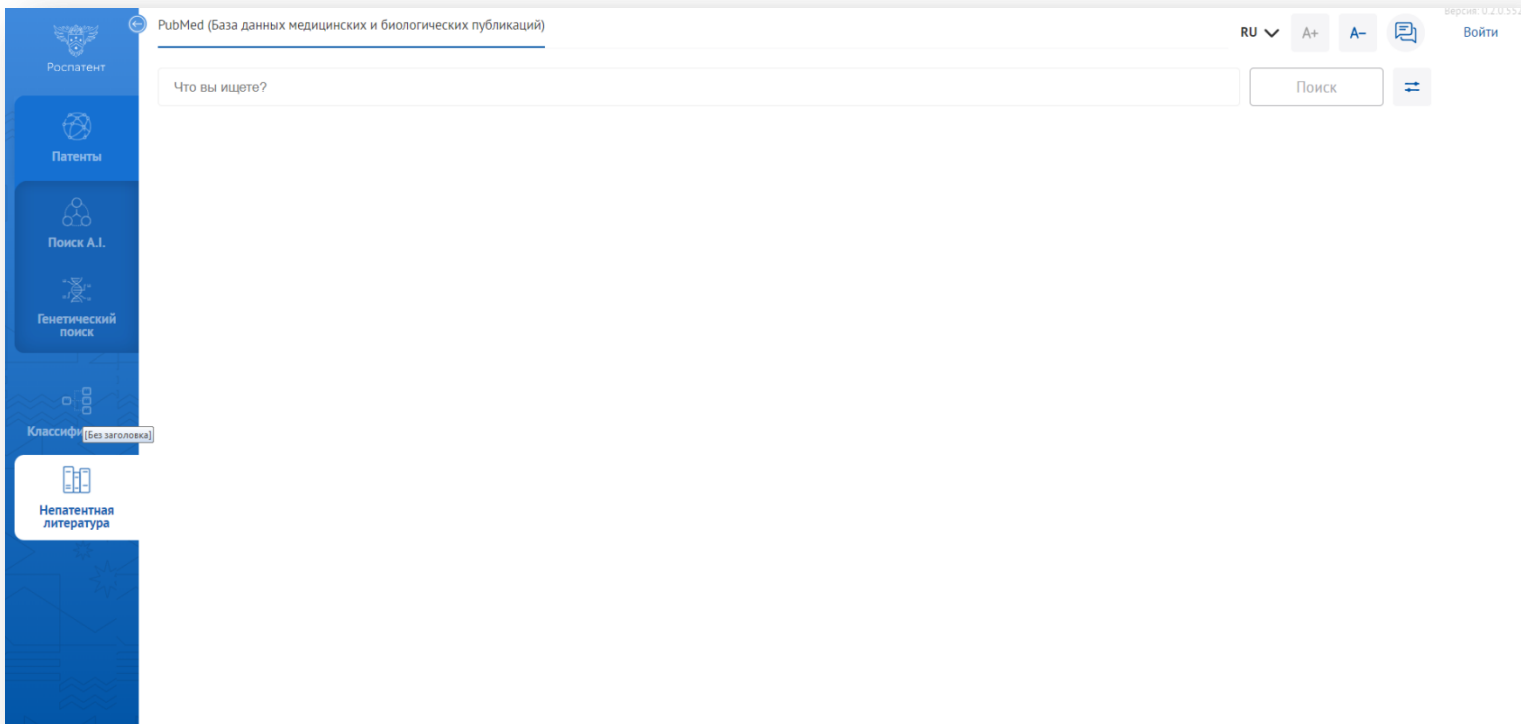 Версия: 0.2.0.552
PubMed (База данных медицинских и биологических публикаций)
RU
A+
A–
Войти
Роспатент
Что вы ищете?
Поиск
Патенты
Поиск A.I.
Генетический
поиск
Классифи
[Без заголовка]
Непатентная
литература